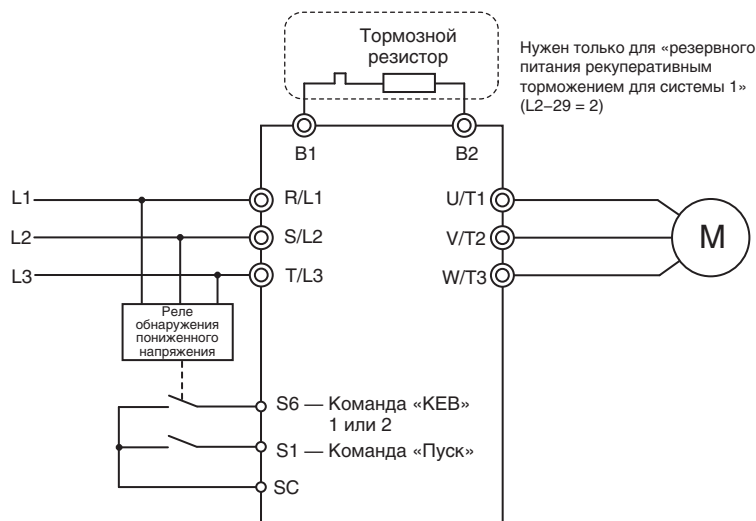 Тормозной
резистор
Нужен только для «резервного
питания рекуперативным
торможением для системы 1»
(L2–29 = 2)
B1
B2
L1
R/L1
U/T1
L2
S/L2
V/T2
M
L3
T/L3
W/T3
Реле
обнаружения
пониженного
напряжения
S6 — Команда «КЕВ»
1 или 2
S1 — Команда «Пуск»
SC